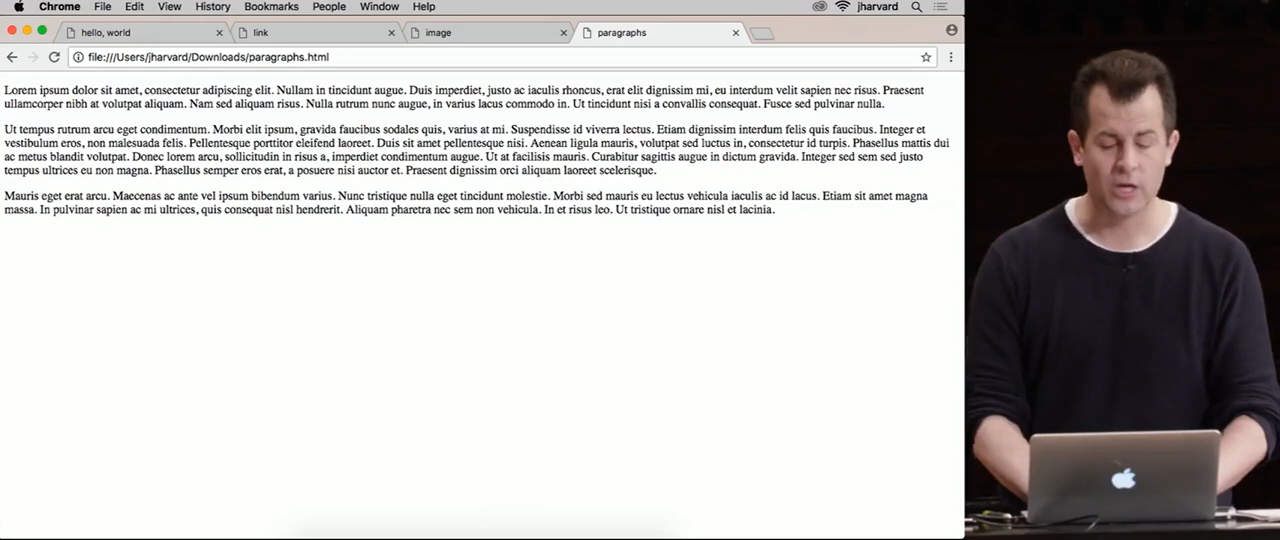 Chrome File Edit View History Bookmarks People Window Help jharvard
hello, world link image paragraphs
file:///Users/jharvard/Downloads/paragraphs.html
Lorem ipsum dolor sit amet, consectetur adipiscing elit. Nullam in tincidunt augue. Duis imperdiet, justo ac iaculis rhoncus, erat elit dignissim mi, eu interdum velit sapien nec risus. Praesent
ullamcorper nibh at volutpat aliquam. Nam sed aliquam risus. Nulla rutrum nunc augue, in varius lacus commodo in. Ut tincidunt nisi a convallis consequat. Fusce sed pulvinar nulla.
Ut tempus rutrum arcu eget condimentum. Morbi elit ipsum, gravida faucibus sodales quis, varius at mi. Suspendisse id viverra lectus. Etiam dignissim interdum felis quis faucibus. Integer et
vestibulum eros, non malesuada felis. Pellentesque porttitor eleifend laoreet. Duis sit amet pellentesque nisi. Aenean ligula mauris, volutpat sed luctus in, consectetur id turpis. Phasellus mattis dui
ac metus blandit volutpat. Donec lorem arcu, sollicitudin in risus a, imperdiet condimentum augue. Ut at facilisis mauris. Curabitur sagittis augue in dictum gravida. Integer sed sem sed justo
tempus ultrices eu non magna. Phasellus semper eros erat, a posuere nisi auctor et. Praesent dignissim orci aliquam laoreet scelerisque.
Mauris eget erat arcu. Maecenas ac ante vel ipsum bibendum varius. Nunc tristique nulla eget tincidunt molestie. Morbi sed mauris eu lectus vehicula iaculis ac id lacus. Etiam sit amet magna
massa. In pulvinar sapien ac mi ultrices, quis consequat nisl hendrerit. Aliquam pharetra nec sem non vehicula. In et risus leo. Ut tristique ornare nisl et lacinia.